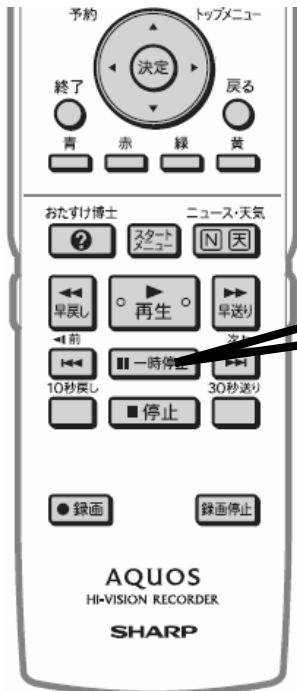 予約 トップメニュー
決定
終了 戻る
青 赤 緑 黄
おたすけ博士 ニュース・天気
? スタートメニュー N 天
◀◀ ▶ ▶▶
早戻し 再生 早送り
◀I前
I◀◀ II 一時停止 ▶▶I
10秒戻し 30秒送り
■停止
●録画 録画停止
AQUOS
HI-VISION RECORDER
SHARP